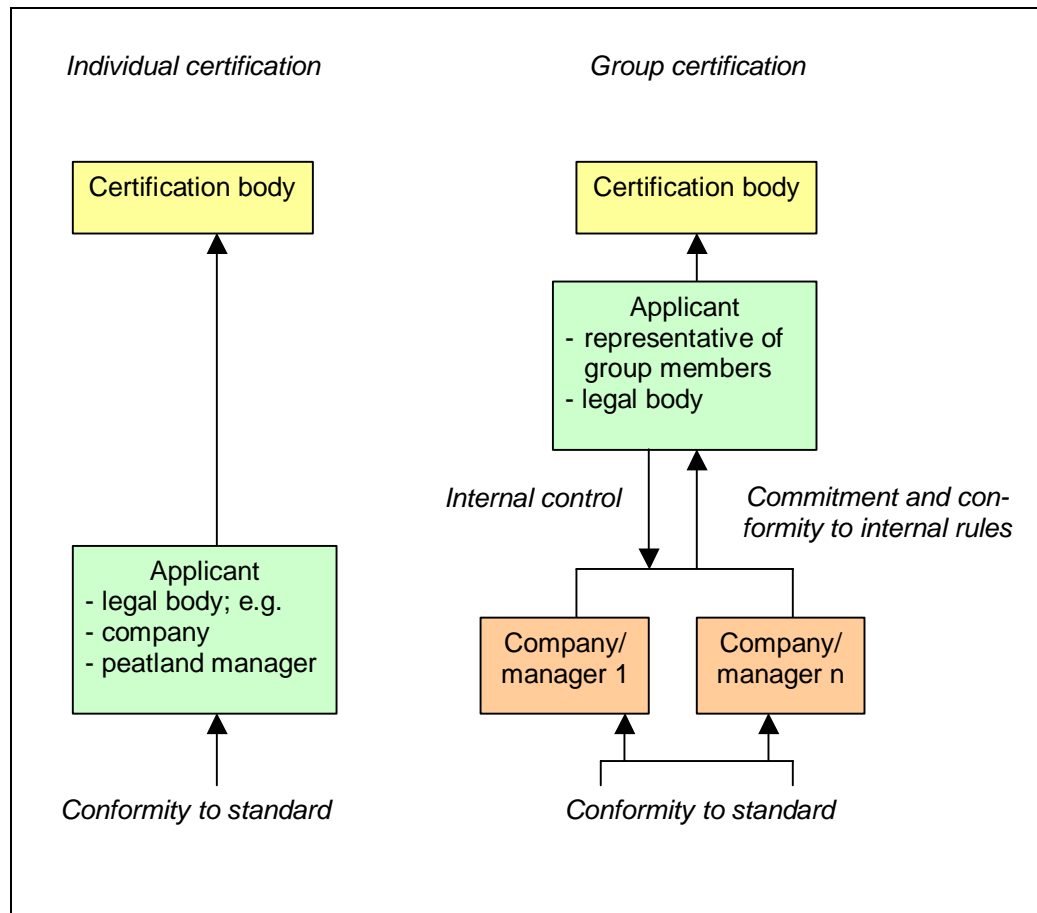 Individual certification
Group certification
Certification body
Certification body
Applicant
- representative of
group members
- legal body
Internal control
Commitment and con-
formity to internal rules
Applicant
- legal body; e.g.
- company
- peatland manager
Company/
manager 1
Company/
manager n
Conformity to standard
Conformity to standard